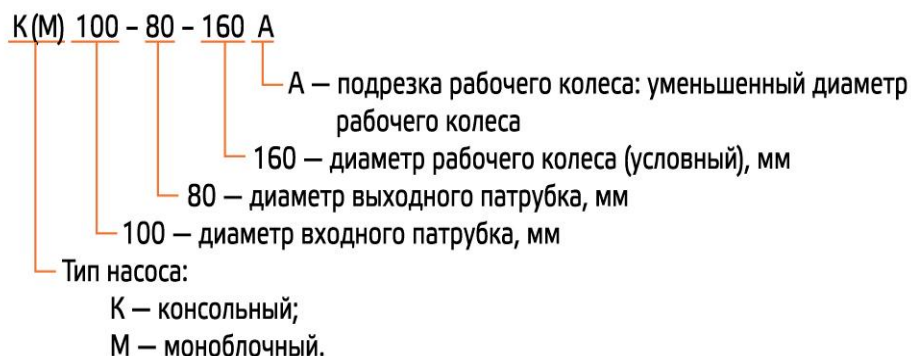 К(М) 100 – 80 – 160 А
А — подрезка рабочего колеса: уменьшенный диаметр
рабочего колеса
160 — диаметр рабочего колеса (условный), мм
80 — диаметр выходного патрубка, мм
100 — диаметр входного патрубка, мм
Тип насоса:
К — консольный;
М — моноблочный.